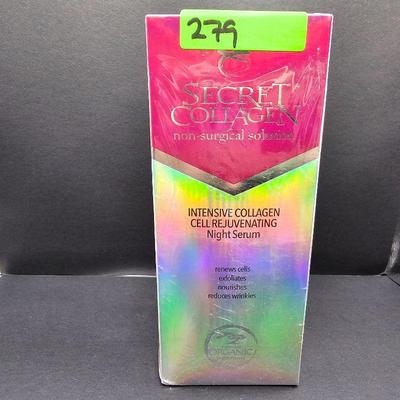 279
SECRET
COLLAGEN
non-surgical solution
INTENSIVE COLLAGEN
CELL REJUVENATING
Night Serum
renews cells
exfoliates
nourishes
reduces wrinkles
ORGANIC